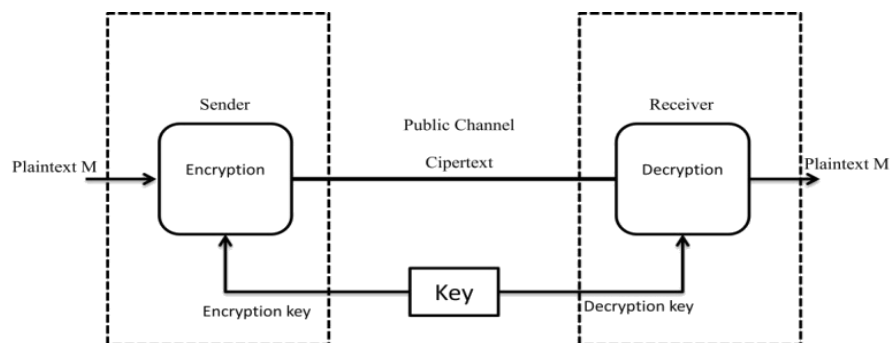 Sender
Receiver
Public Channel
Plaintext M
Encryption
Cipertext
Decryption
Plaintext M
Key
Encryption key
Decryption key